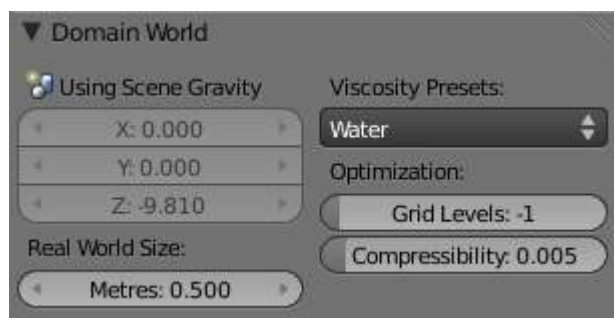 Domain World
Using Scene Gravity
X: 0.000
Y: 0.000
Z: -9.810
Real World Size:
Metres: 0.500
Viscosity Presets:
Water
Optimization:
Grid Levels: -1
Compressibility: 0.005